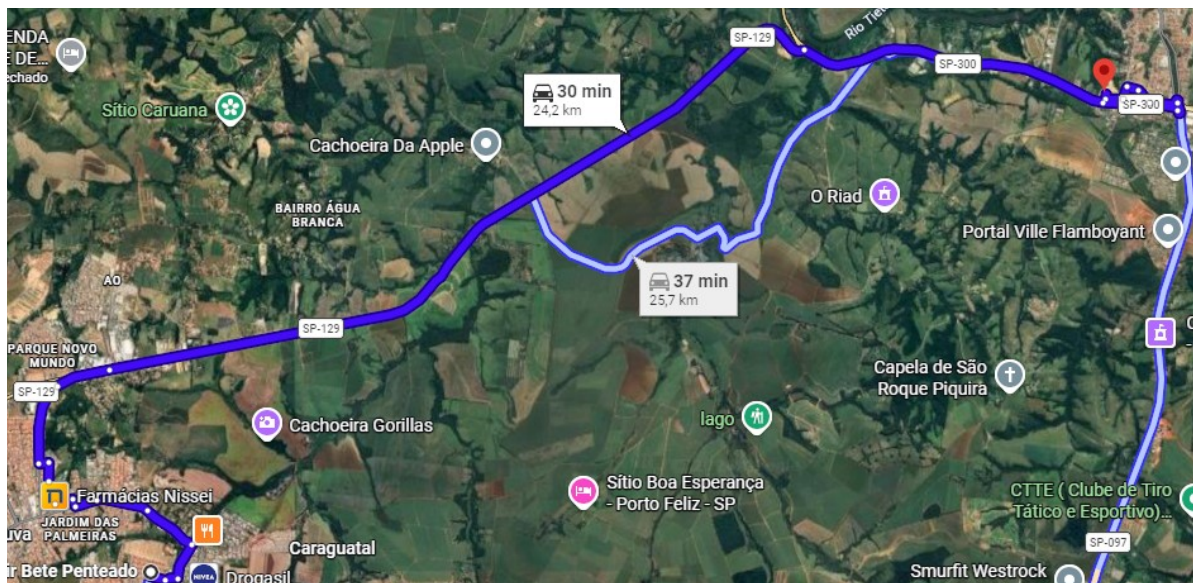 ENDA
E DE...
echado
Sítio Caruana
SP-129
Rio Tietê
SP-300
SP-300
30 min
24,2 km
Cachoeira Da Apple
BAIRRO ÁGUA
BRANCA
O Riad
Portal Ville Flamboyant
37 min
25,7 km
AO
SP-129
PARQUE NOVO
MUNDO
SP-129
Capela de São
Roque Piquira
Cachoeira Gorillas
lago
Sítio Boa Esperança
- Porto Feliz - SP
Farmácias Nissei
JARDIM DAS
PALMEIRAS
uva
CTTE ( Clube de Tiro
Tático e Esportivo)...
Caraguatal
SP-097
ir Bete Penteado
NIVEA
Drogasil
Smurfit Westrock